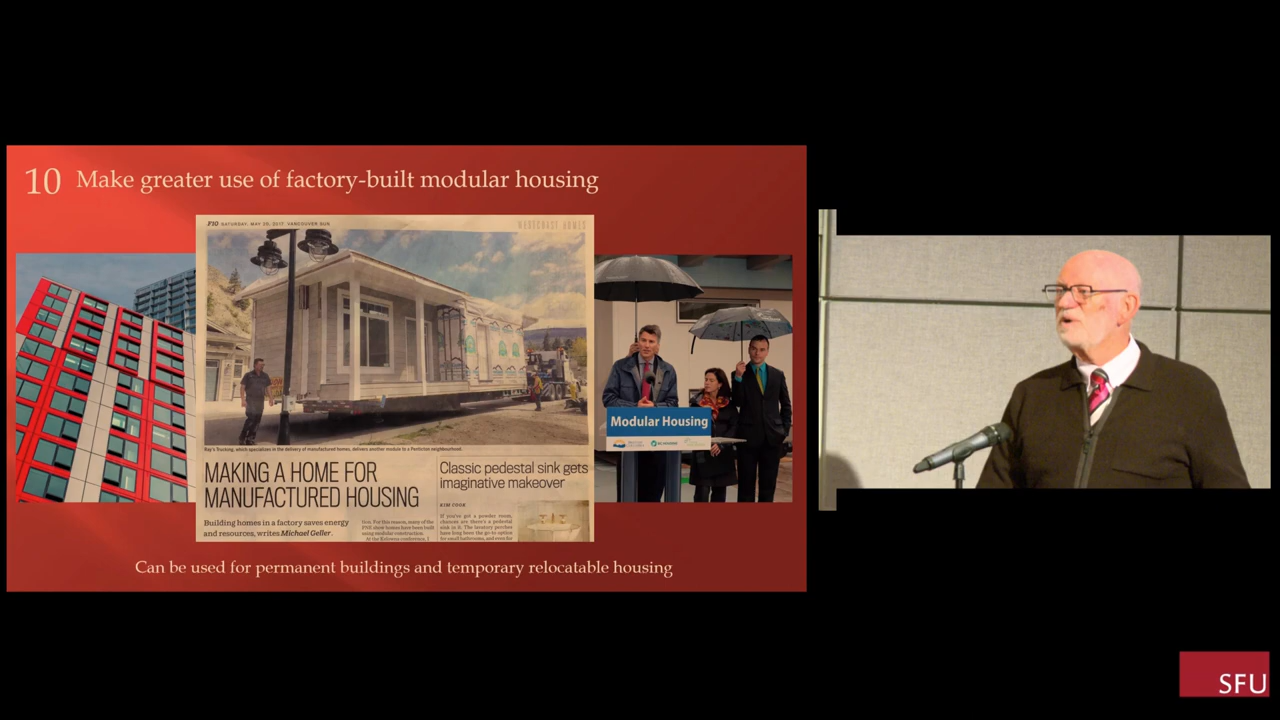 10 Make greater use of factory-built modular housing
F10 SATURDAY, MAY 20, 2017 VANCOUVER SUN
WESTCOAST HOMES
Modular Housing
MAKING A HOME FOR
MANUFACTURED HOUSING
Building homes in a factory saves energy
and resources, writes Michael Geller.
Classic pedestal sink gets
imaginative makeover
KIM COOK
Can be used for permanent buildings and temporary relocatable housing
SFU